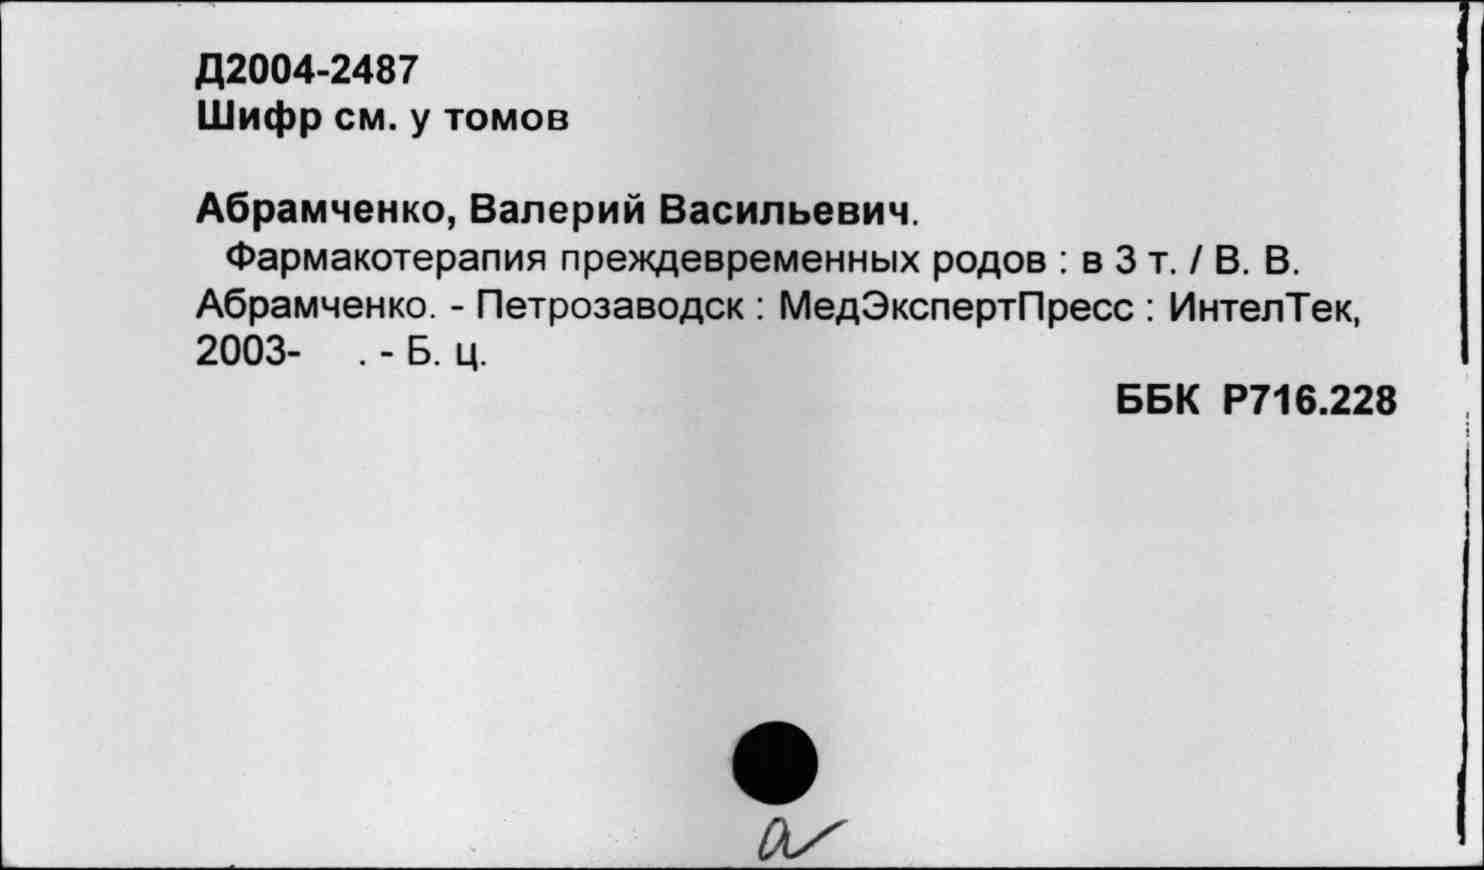 Д2004-2487
Шифр см. у томов
Абрамченко, Валерий Васильевич.
Фармакотерапия преждевременных родов : в 3 т. / В. В.
Абрамченко. - Петрозаводск : МедЭкспертПресс : ИнтелТек,
2003- . - Б. ц.
ББК Р716.228